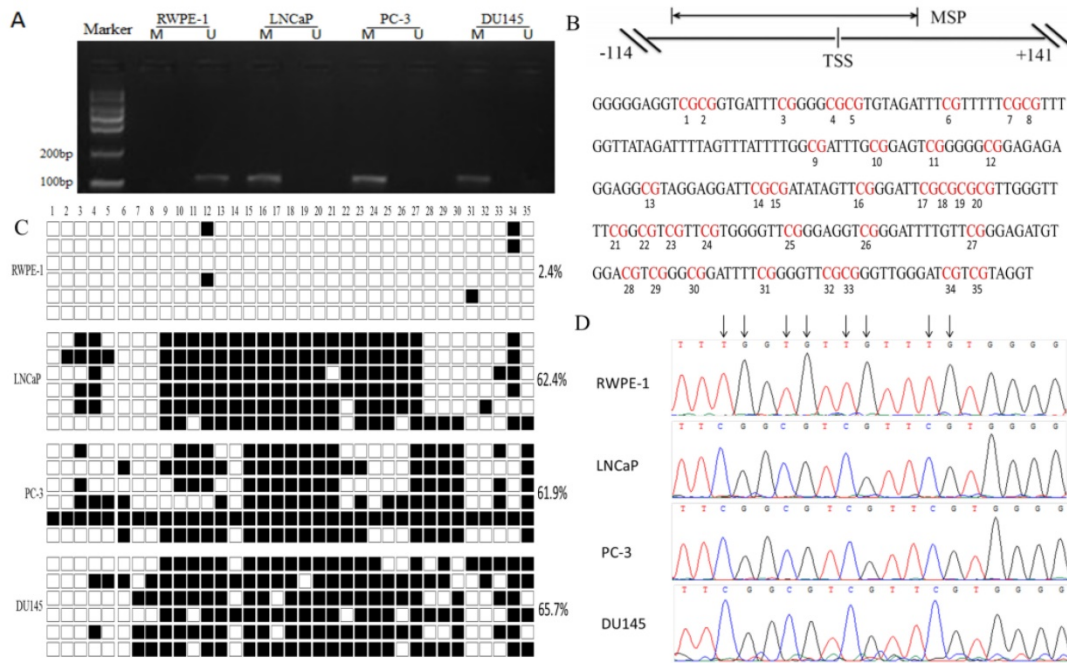 A
RWPE-1 LNCaP PC-3 DU145
Marker M U M U M U M U
200bp
100bp
B
MSP
-114 TSS +141
GGGGGAGGTCGCGGTGATTTCGGGGCGCGTGTAGATTTCGTTTTTCGCGTTT
1 2 3 4 5 6 7 8
GGTTATAGATTTTAGTTTATTTTGGCGATTTGCGGAGTCGGGGGCGGAGAGA
9 10 11 12
GGAGGCGTAGGAGGATTCGCGATATAGTTCGGGATTCGCGCGCGTTGGGTT
13 14 15 16 17 18 19 20
TTCGGCGTCGTTCGTGGGGTTCGGGAGGTCGGGATTTTGTTCGGGAGATGT
21 22 23 24 25 26 27
GGACGTCGGGCGGATTTTCGGGGTTCGCGGGTTGGGATCGTCGTAGGT
28 29 30 31 32 33 34 35
C
1 2 3 4 5 6 7 8 9 10 11 12 13 14 15 16 17 18 19 20 21 22 23 24 25 26 27 28 29 30 31 32 33 34 35
RWPE-1 2.4%
LNCaP 62.4%
PC-3 61.9%
DU145 65.7%
D
T T T G G T G T T G T T T G T G G G G
RWPE-1
T T C G G C G T C G T T C G T G G G G
LNCaP
T T C G G C G T C G T T C G T G G G G
PC-3
T T C G G C G T C G T T C G T G G G G
DU145